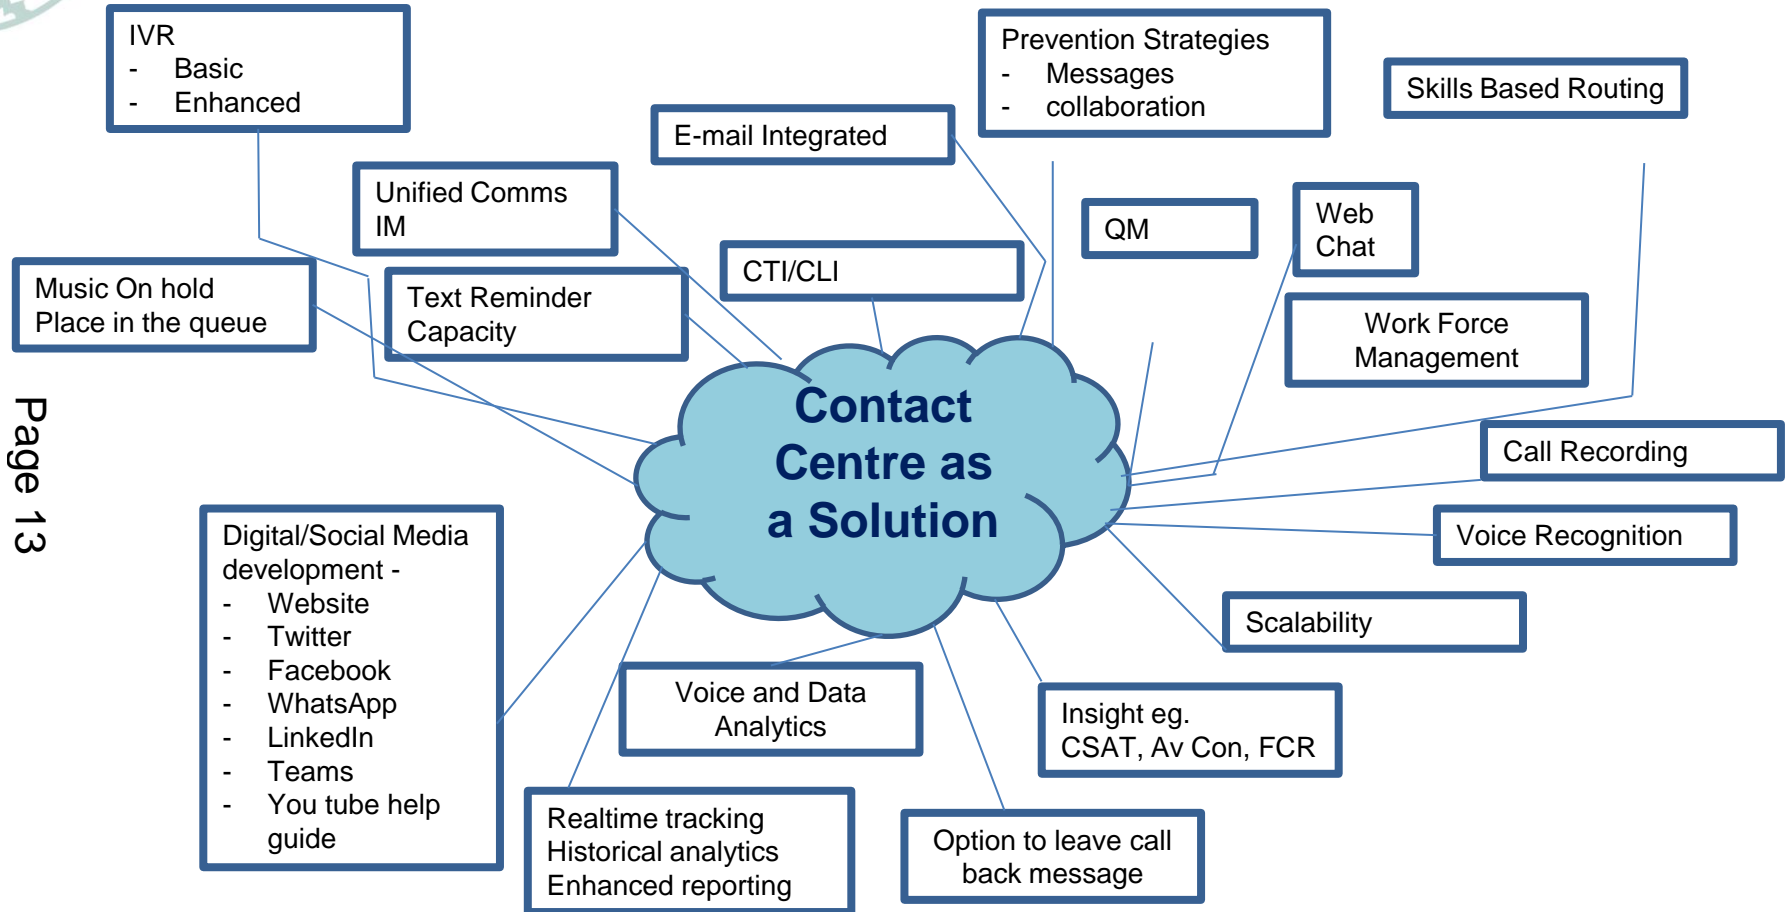 IVR
- Basic
- Enhanced
Prevention Strategies
- Messages
- collaboration
Skills Based Routing
E-mail Integrated
Unified Comms
IM
QM
Web
Chat
CTI/CLI
Music On hold
Place in the queue
Text Reminder
Capacity
Work Force
Management
Contact
Centre as
a Solution
Call Recording
Voice Recognition
Scalability
Digital/Social Media
development -
- Website
- Twitter
- Facebook
- WhatsApp
- LinkedIn
- Teams
- You tube help
guide
Voice and Data
Analytics
Insight eg.
CSAT, Av Con, FCR
Realtime tracking
Historical analytics
Enhanced reporting
Option to leave call
back message
Page 13